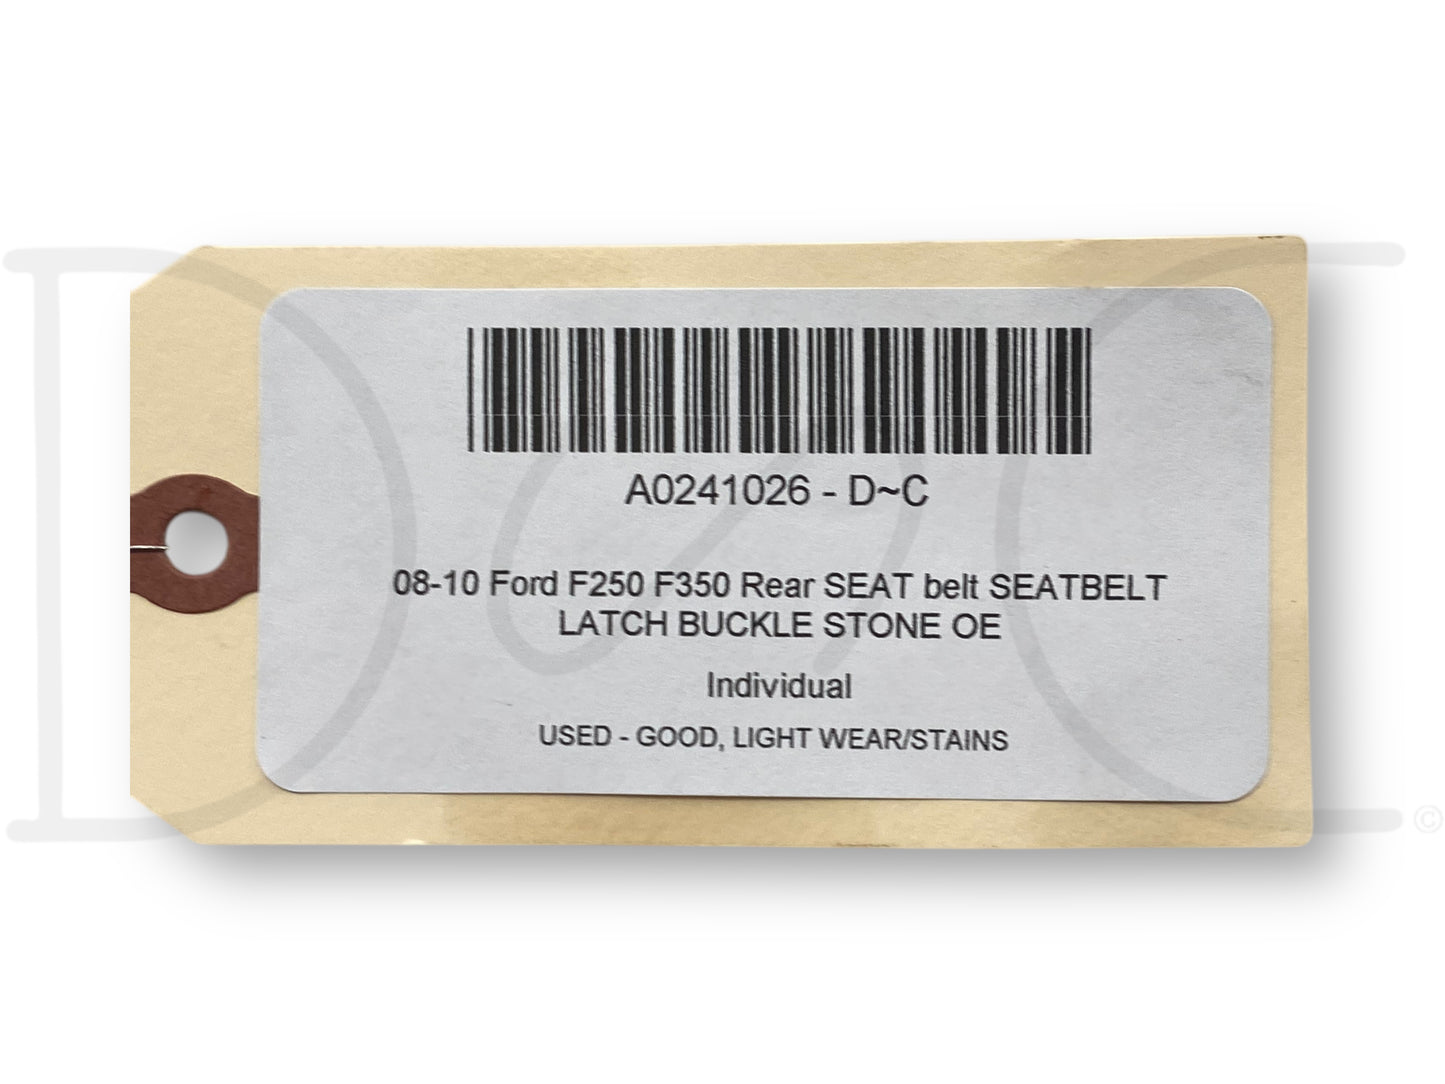 A0241026 - D~C
08-10 Ford F250 F350 Rear SEAT belt SEATBELT
LATCH BUCKLE STONE OE
Individual
USED - GOOD, LIGHT WEAR/STAINS
©